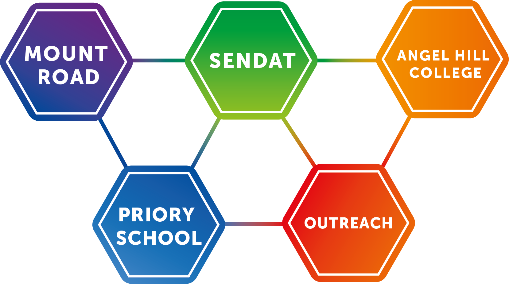 MOUNT
ROAD
SENDAT
ANGEL HILL
COLLEGE
PRIORY
SCHOOL
OUTREACH